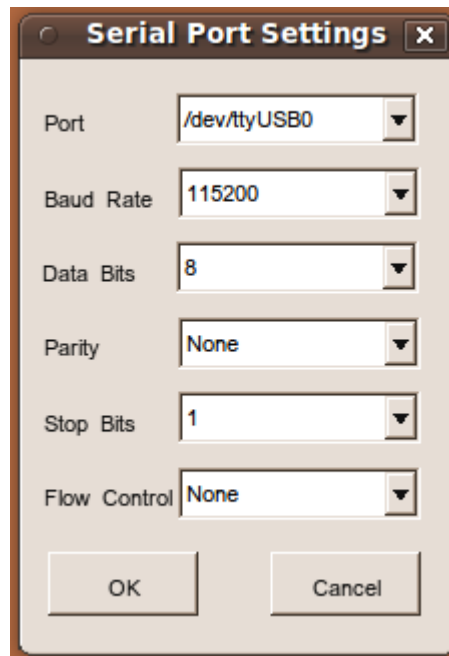 Serial Port Settings
Port /dev/ttyUSB0
Baud Rate 115200
Data Bits 8
Parity None
Stop Bits 1
Flow Control None
OK Cancel